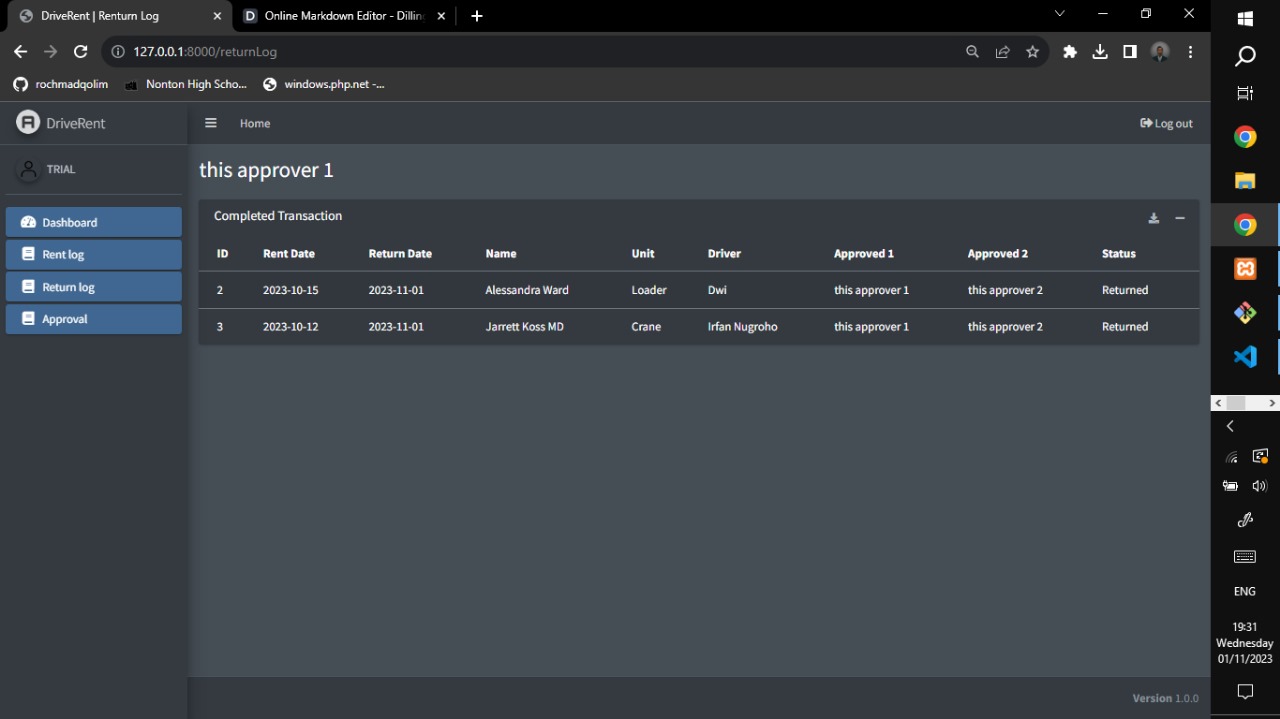 DriveRent | Renturn Log
Online Markdown Editor - Dillin
127.0.0.1:8000/returnLog
rochmadqolim
Nonton High Scho...
windows.php.net -...
DriveRent
Home
Log out
TRIAL
this approver 1
Dashboard
Rent log
Return log
Approval
Completed Transaction
ID Rent Date Return Date Name Unit Driver Approved 1 Approved 2 Status
2 2023-10-15 2023-11-01 Alessandra Ward Loader Dwi this approver 1 this approver 2 Returned
3 2023-10-12 2023-11-01 Jarrett Koss MD Crane Irfan Nugroho this approver 1 this approver 2 Returned
Version 1.0.0
ENG
19:31
Wednesday
01/11/2023